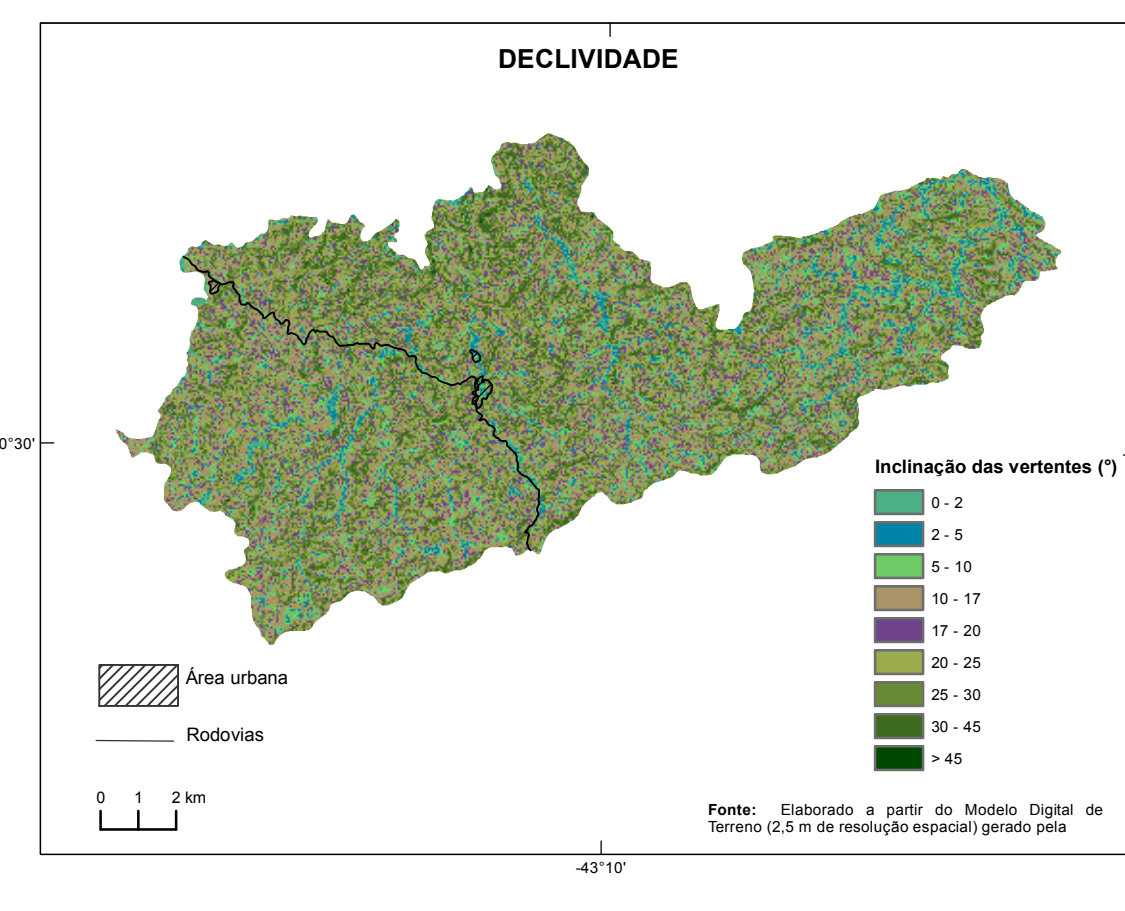 DECLIVIDADE
0°30'
Inclinação das vertentes (°)
0 - 2
2 - 5
5 - 10
10 - 17
17 - 20
20 - 25
25 - 30
30 - 45
> 45
Área urbana
Rodovias
0 1 2 km
Fonte: Elaborado a partir do Modelo Digital de
Terreno (2,5 m de resolução espacial) gerado pela
-43°10'